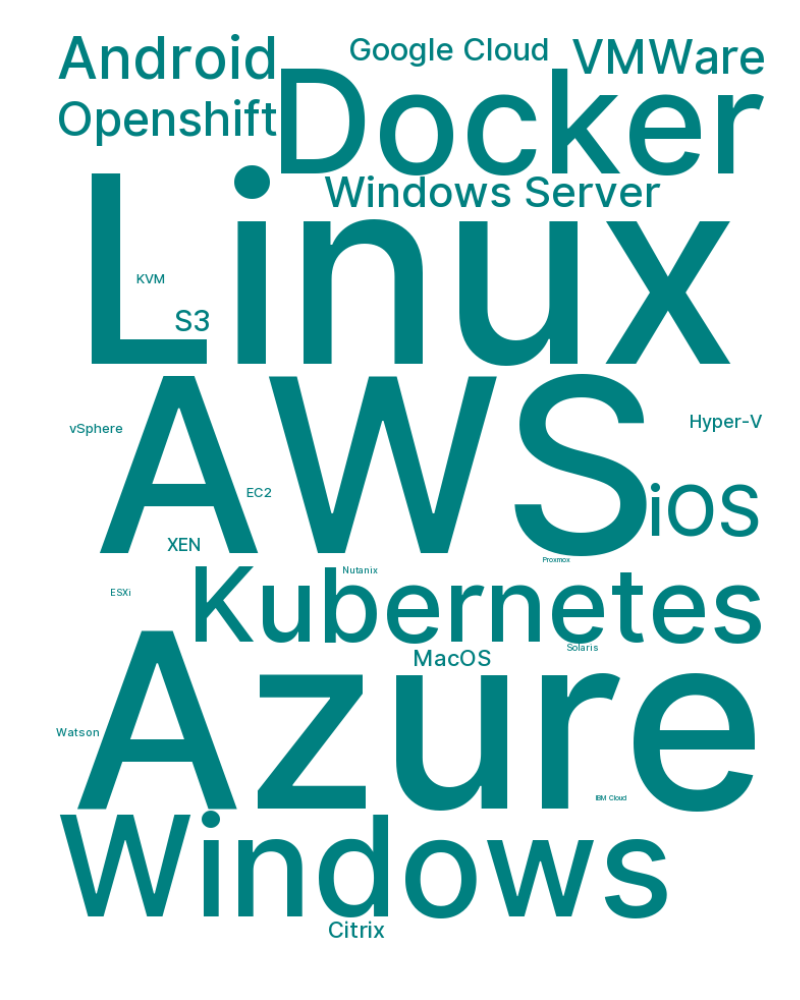 Android
Google Cloud
VMWare
Openshift
Docker
Windows Server
Linux
KVM
S3
AWS
vSphere
Hyper-V
EC2
iOS
XEN
Proxmox
Nutanix
Kubernetes
ESXi
Solaris
MacOS
Azure
Watson
IBM Cloud
Windows
Citrix